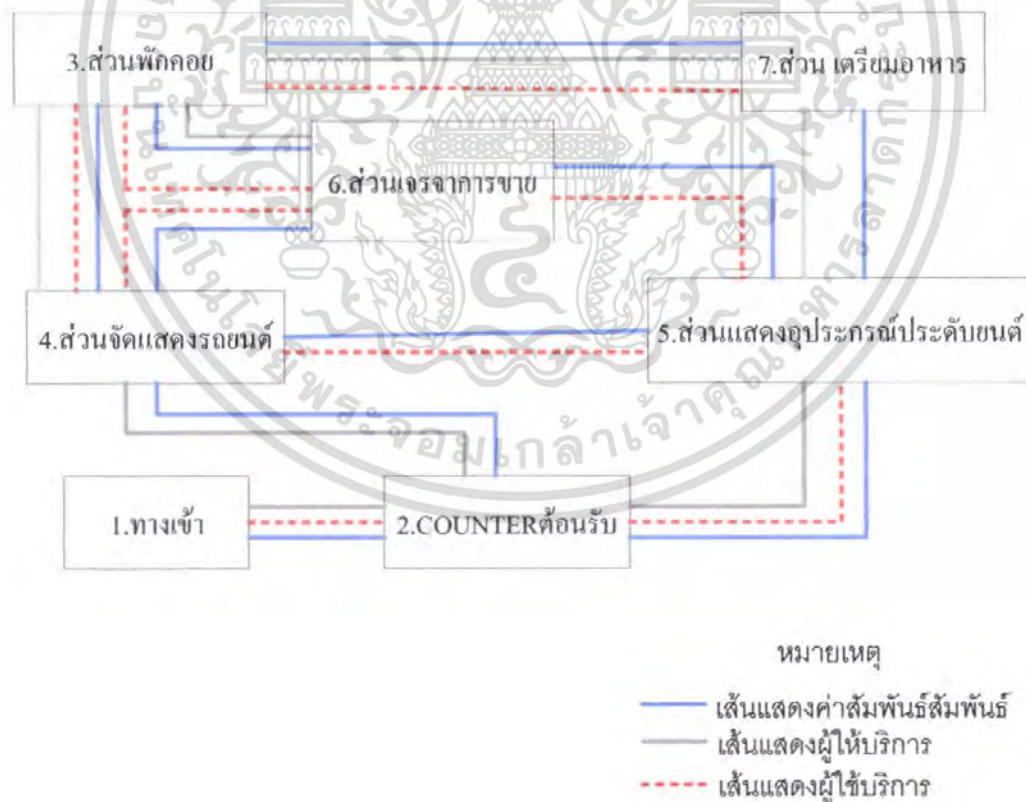 3.ส่วนพักคอย
7.ส่วน เตรียมอาหาร
6.ส่วนเจรจาการขาย
4.ส่วนจัดแสดงรถยนต์
5.ส่วนแสดงอุประกรณ์ประดับยนต์
1.ทางเข้า
2.COUNTERต้อนรับ
หมายเหตุ
เส้นแสดงค่าสัมพันธ์สัมพันธ์
เส้นแสดงผู้ให้บริการ
เส้นแสดงผู้ใช้บริการ